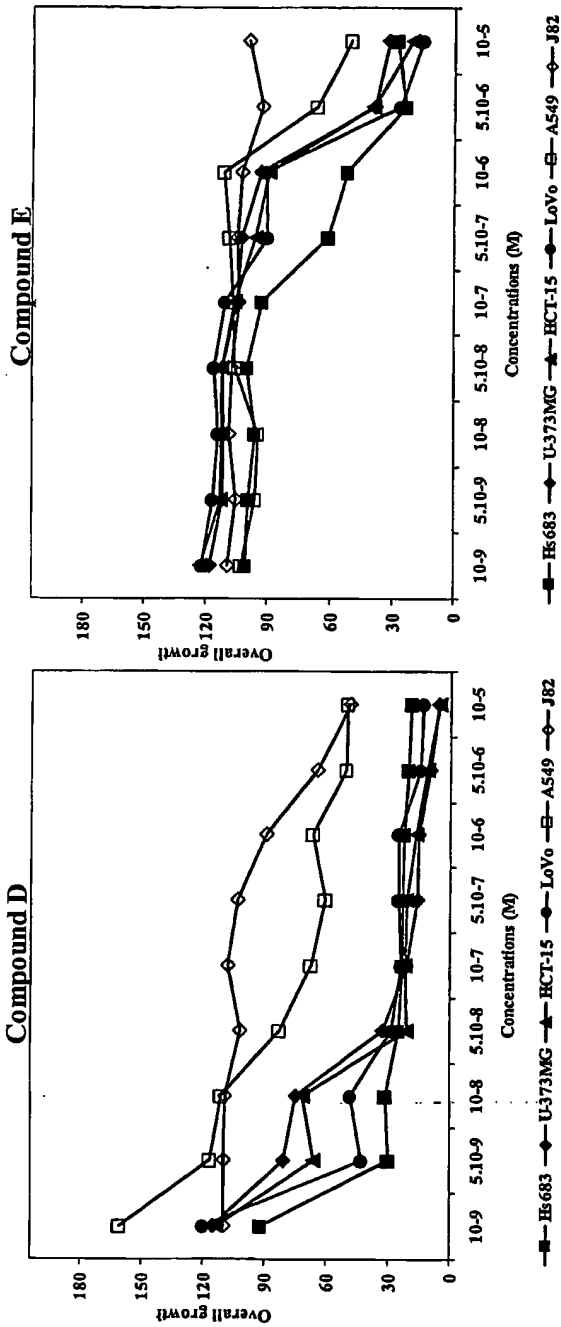 Compound D
Overall growth
180
150
120
90
60
30
0
10-9 5.10-9 10-8 5.10-8 10-7 5.10-7 10-6 5.10-6 10-5
Concentrations (M)
Hs683 U-373MG HCT-15 LoVo A549 J82
Compound E
Overall growth
180
150
120
90
60
30
0
10-9 5.10-9 10-8 5.10-8 10-7 5.10-7 10-6 5.10-6 10-5
Concentrations (M)
Hs683 U-373MG HCT-15 LoVo A549 J82